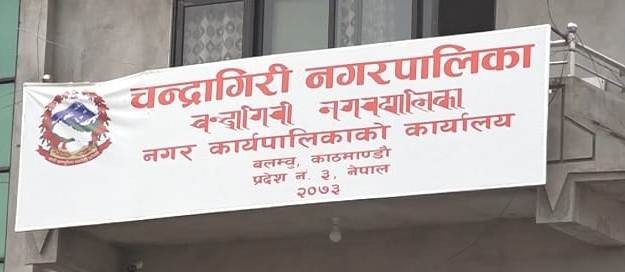 चन्द्रागिरी नगरपालिका
नगर कार्यपालिकाको कार्यालय
बलम्बु, काठमाण्डौ
प्रदेश नं. ३, नेपाल
२०७३